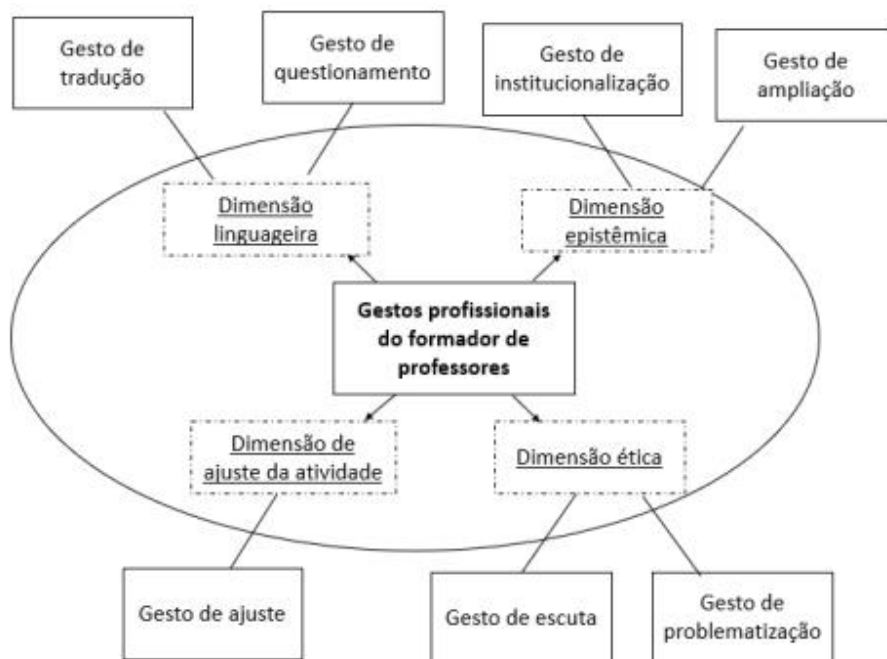 Gesto de
tradução
Gesto de
questionamento
Gesto de
institucionalização
Gesto de
ampliação
Dimensão
linguageira
Dimensão
epistêmica
Gestos profissionais
do formador de
professores
Dimensão de
ajuste da atividade
Dimensão ética
Gesto de ajuste
Gesto de escuta
Gesto de
problematização